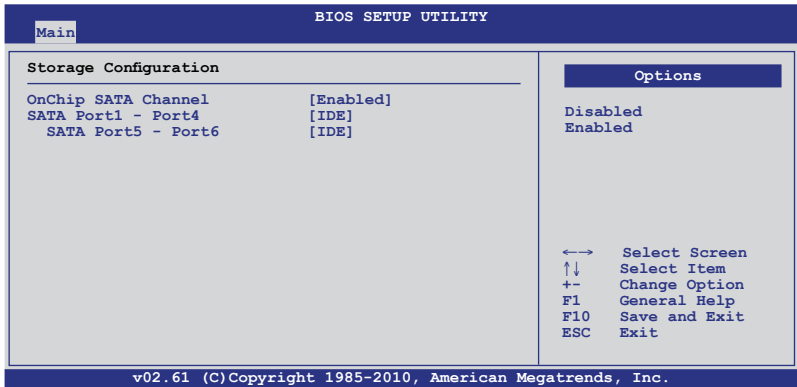 BIOS SETUP UTILITY
Main
Storage Configuration
OnChip SATA Channel [Enabled]
SATA Port1 - Port4 [IDE]
SATA Port5 - Port6 [IDE]
Options
Disabled
Enabled
←→ Select Screen
↑↓ Select Item
+- Change Option
F1 General Help
F10 Save and Exit
ESC Exit
v02.61 (C)Copyright 1985-2010, American Megatrends, Inc.